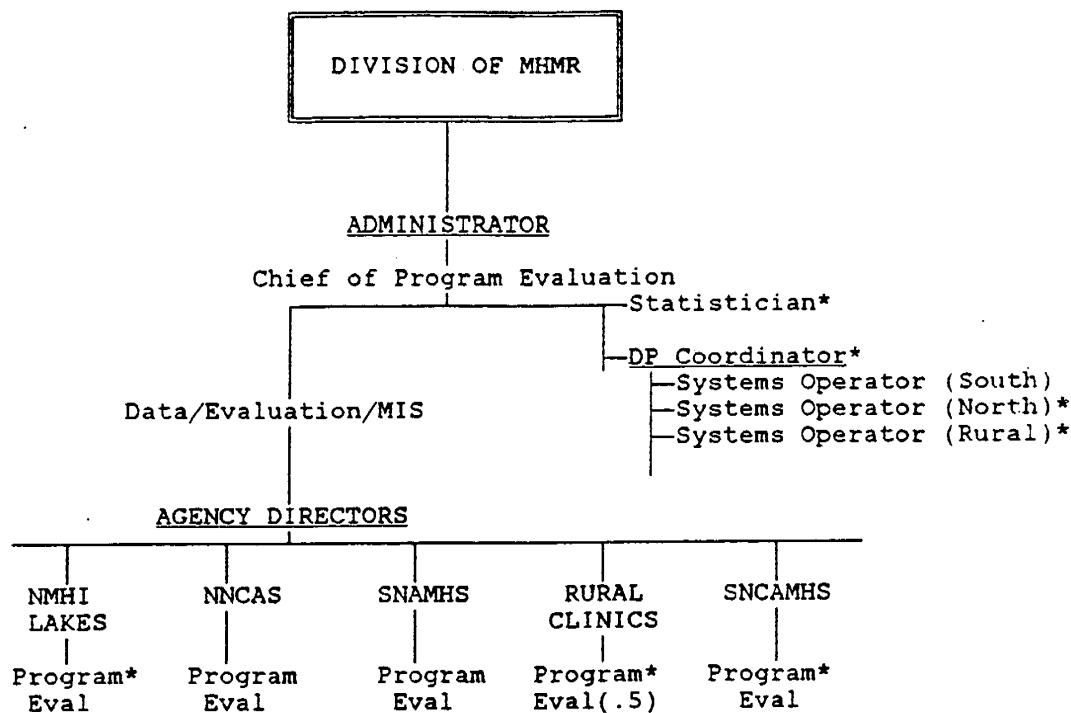 DIVISION OF MHMR
ADMINISTRATOR
Chief of Program Evaluation
Statistician*
DP Coordinator*
Systems Operator (South)
Data/Evaluation/MIS
Systems Operator (North)*
Systems Operator (Rural)*
AGENCY DIRECTORS
NMHI NNCAS SNAMHS RURAL SNCAMHS
LAKES CLINICS
Program* Program Program Program* Program*
Eval Eval Eval Eval(.5) Eval